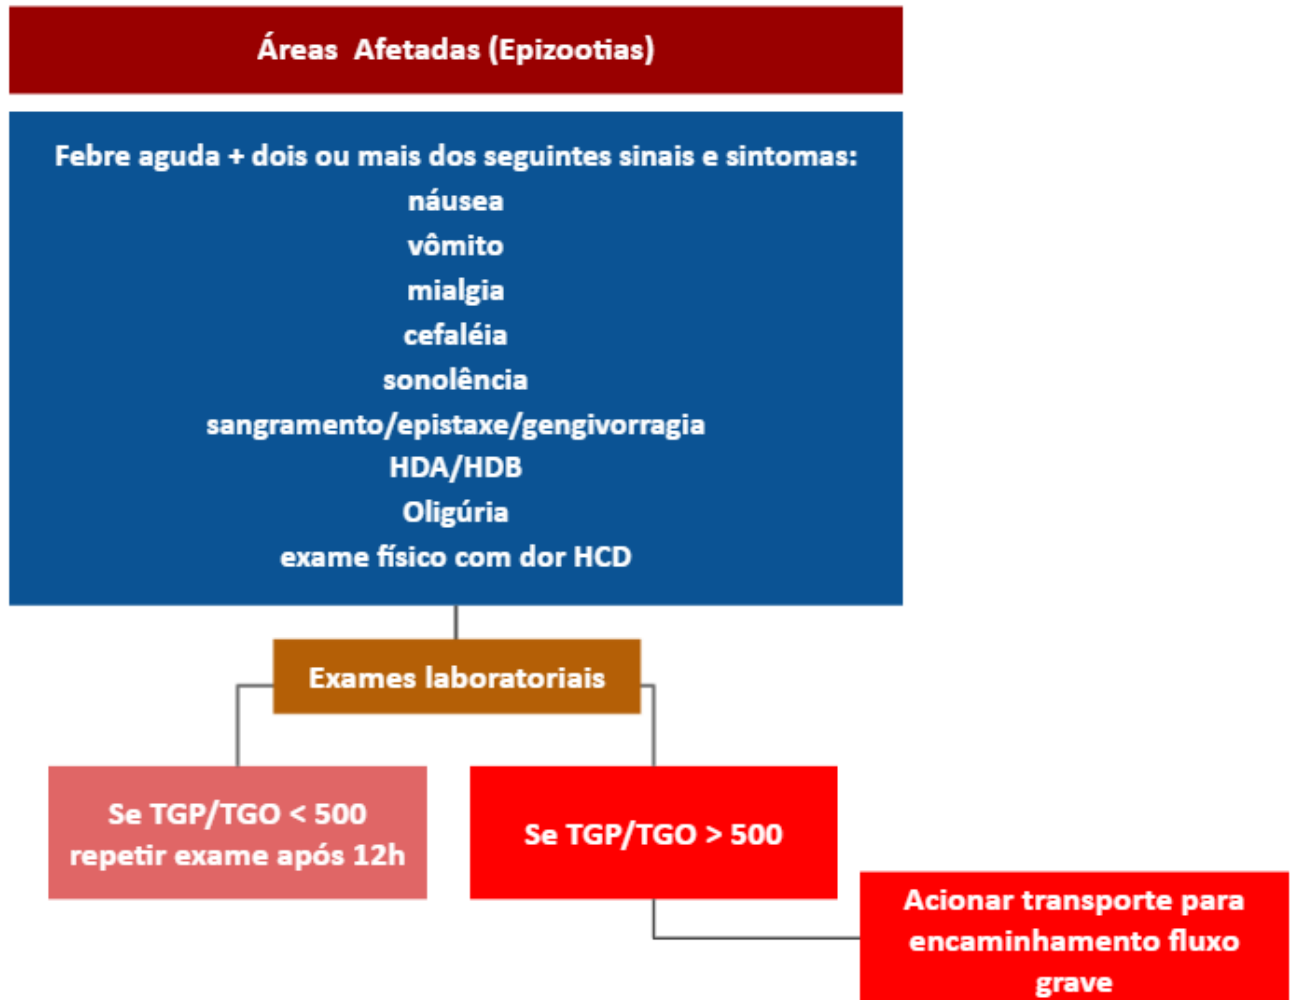 Áreas Afetadas (Epizootias)
Febre aguda + dois ou mais dos seguintes sinais e sintomas:
náusea
vômito
mialgia
cefaléia
sonolência
sangramento/epistaxe/gengivorragia
HDA/HDB
Oligúria
exame físico com dor HCD
Exames laboratoriais
Se TGP/TGO < 500
repetir exame após 12h
Se TGP/TGO > 500
Acionar transporte para
encaminhamento fluxo
grave